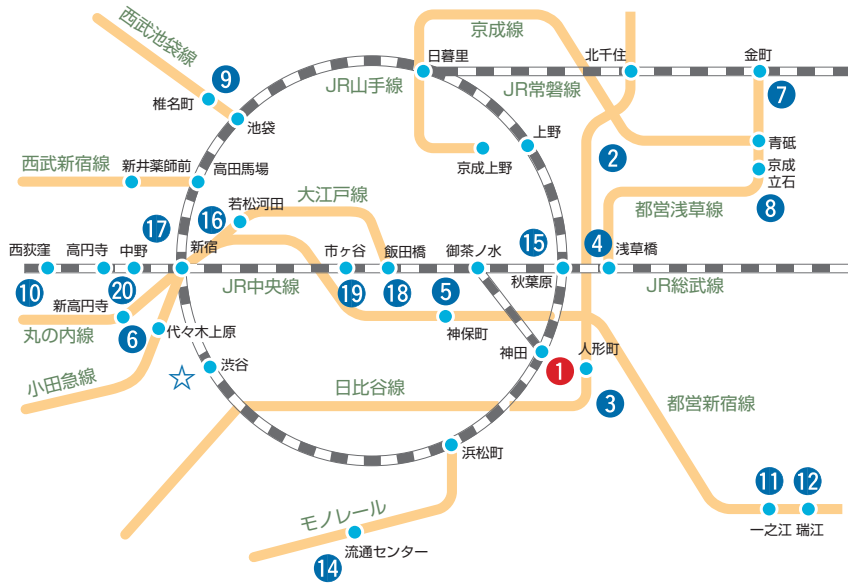 西武池袋線
京成線
日暮里
北千住
金町
9
JR山手線
JR常磐線
7
椎名町
池袋
上野
青砥
2
京成上野
京成
立石
西武新宿線
新井薬師前
高田馬場
大江戸線
若松河田
都営浅草線
8
17
16
西荻窪
高円寺
中野
新宿
市ヶ谷
飯田橋
御茶ノ水
15
4
浅草橋
秋葉原
10
20
JR中央線
19
18
5
JR総武線
新高円寺
丸の内線
6
代々木上原
神保町
神田
1
人形町
小田急線
☆
渋谷
日比谷線
3
都営新宿線
浜松町
11
12
一之江
瑞江
モノレール
流通センター
14